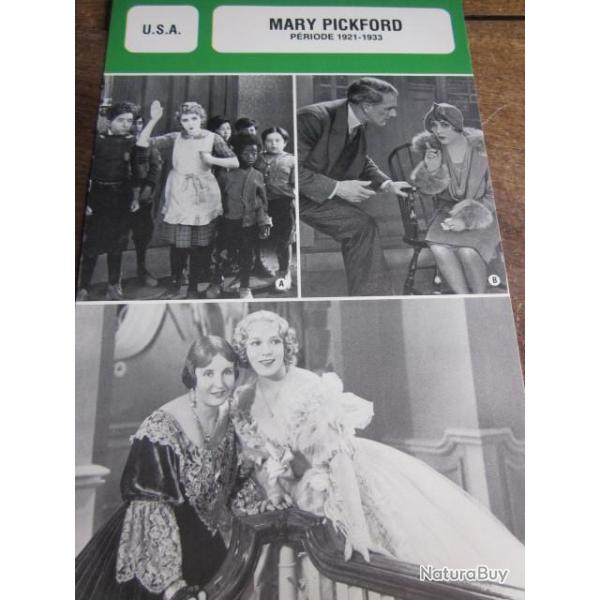 U.S.A.
MARY PICKFORD
PÉRIODE 1921-1933
A
B
NaturaBuy